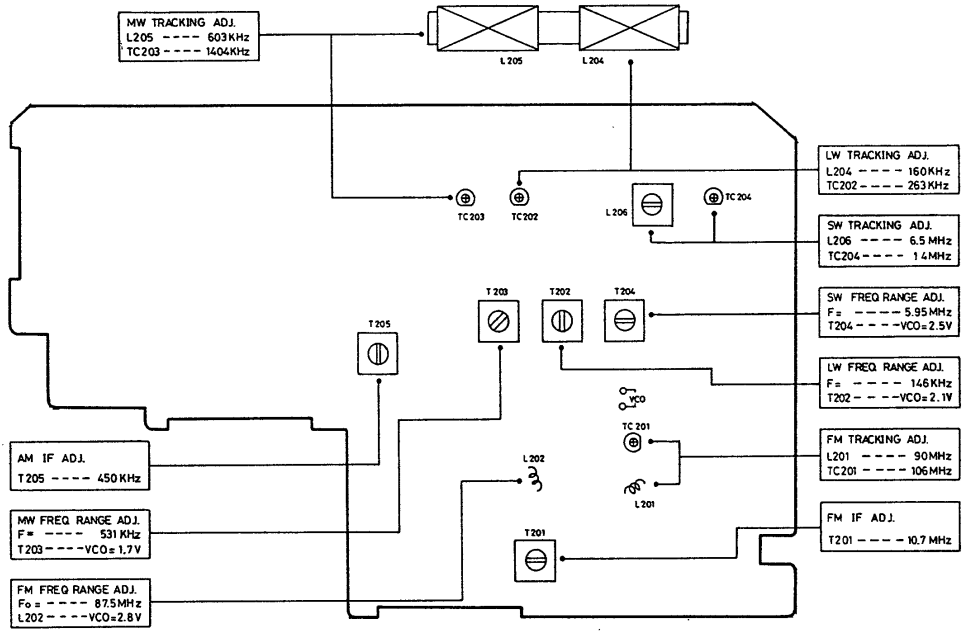 MW TRACKING ADJ.
L205 ---- 603KHz
TC203 ---- 1404KHz
L205
L204
LW TRACKING ADJ.
L204 ---- 160KHz
TC202 ---- 263KHz
TC203
TC202
L206
TC204
SW TRACKING ADJ.
L206 ---- 6.5MHz
TC204 ---- 14MHz
T203
T202
T204
SW FREQ RANGE ADJ.
F= ---- 5.95MHz
T204 ---- VCO=2.5V
T205
LW FREQ. RANGE ADJ.
F= ---- 146KHz
T202 ---- VCO=2.1V
VCO
TC201
FM TRACKING ADJ.
L201 ---- 90MHz
TC201 ---- 106MHz
AM IF ADJ.
T205 ---- 450KHz
L202
L201
MW FREQ RANGE ADJ.
F= ---- 531KHz
T203 ---- VCO=1.7V
FM IF ADJ.
T201 ---- 10.7MHz
T201
FM FREQ RANGE ADJ.
Fo= ---- 87.5MHz
L202 ---- VCO=2.8V